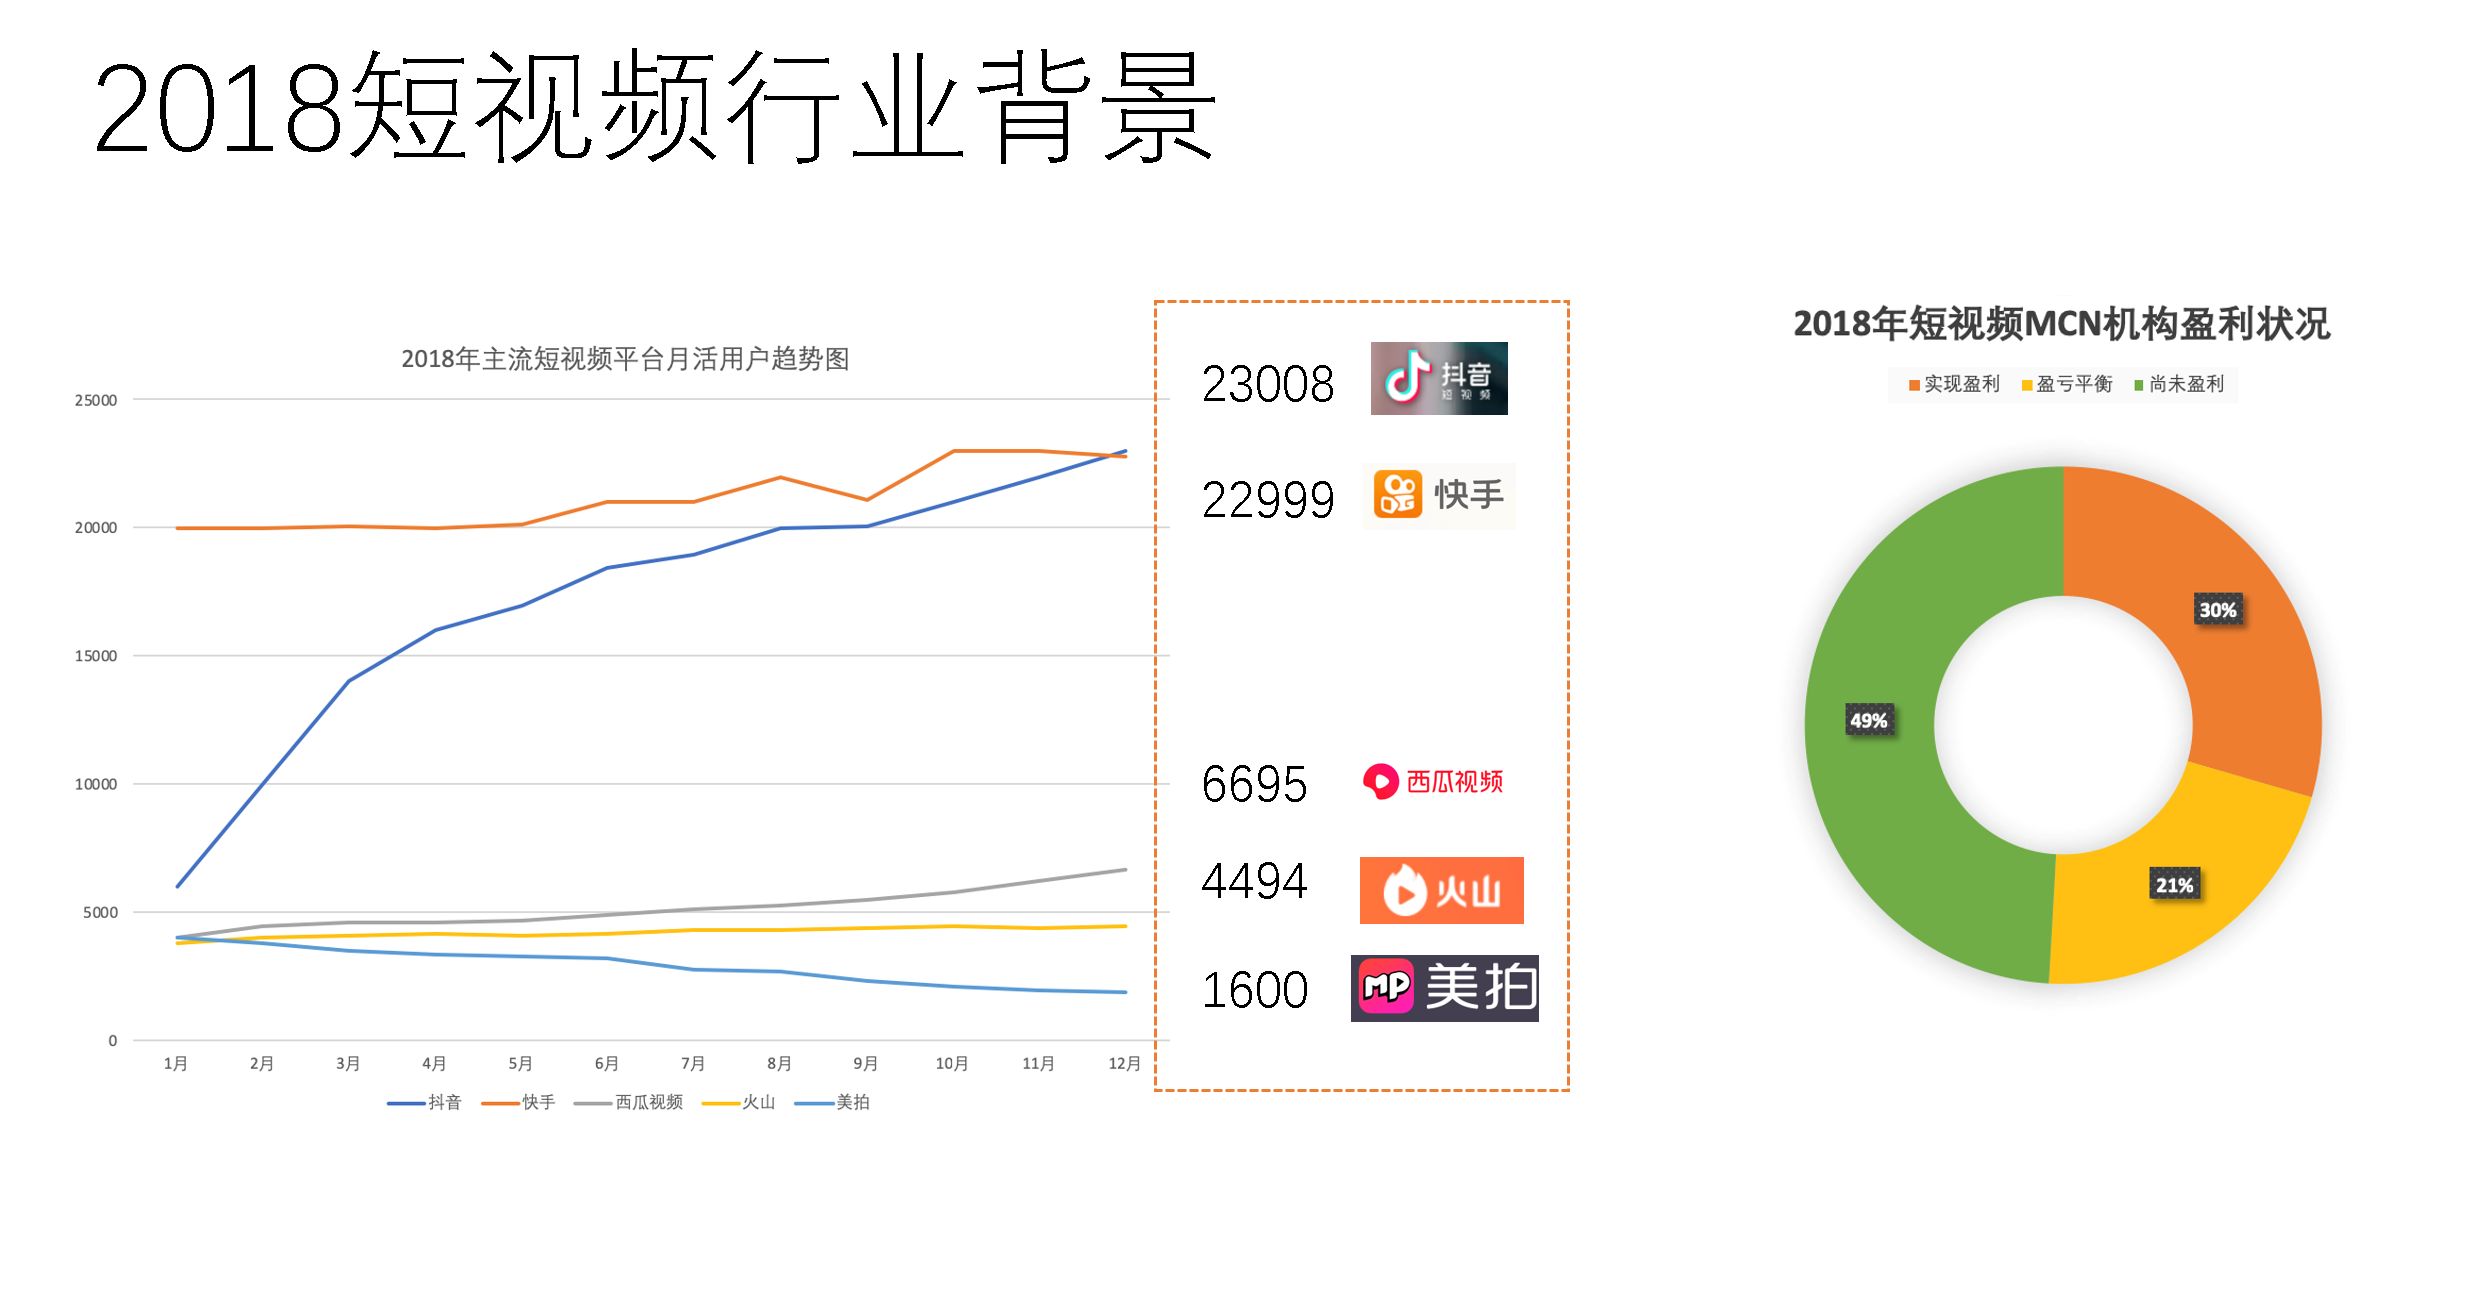 2018短视频行业背景
2018年主流短视频平台月活用户趋势图
25000
20000
15000
10000
5000
0
1月 2月 3月 4月 5月 6月 7月 8月 9月 10月 11月 12月
抖音 快手 西瓜视频 火山 美拍
23008 抖音
短视频
22999 快手
6695 西瓜视频
4494 火山
1600 MP 美拍
2018年短视频MCN机构盈利状况
实现盈利 盈亏平衡 尚未盈利
30%
49%
21%